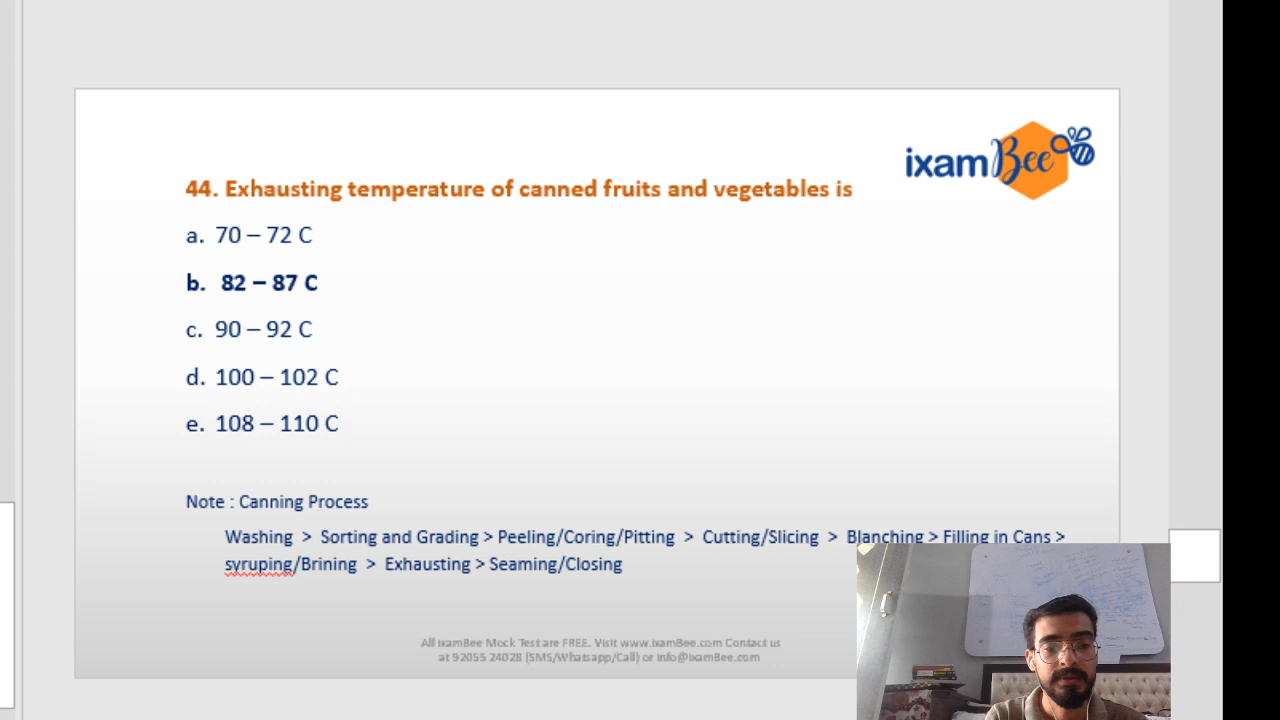 ixamBee
44. Exhausting temperature of canned fruits and vegetables is
a. 70 – 72 C
b. 82 – 87 C
c. 90 – 92 C
d. 100 – 102 C
e. 108 – 110 C
Note : Canning Process
Washing > Sorting and Grading > Peeling/Coring/Pitting > Cutting/Slicing > Blanching > Filling in Cans >
syruping/Brining > Exhausting > Seaming/Closing
All ixamBee Mock Test are FREE. Visit www.ixamBee.com Contact us
at 92055 24028 (SMS/Whatsapp/Call) or info@ixamBee.com